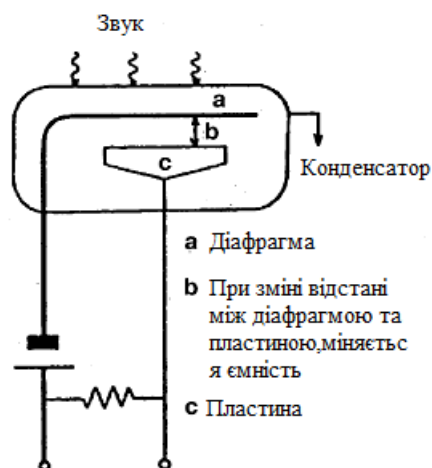 Звук
a
b
c
Конденсатор
a Діафрагма
b При зміні відстані
між діафрагмою та
пластиною,міняєтьс
я ємність
c Пластина